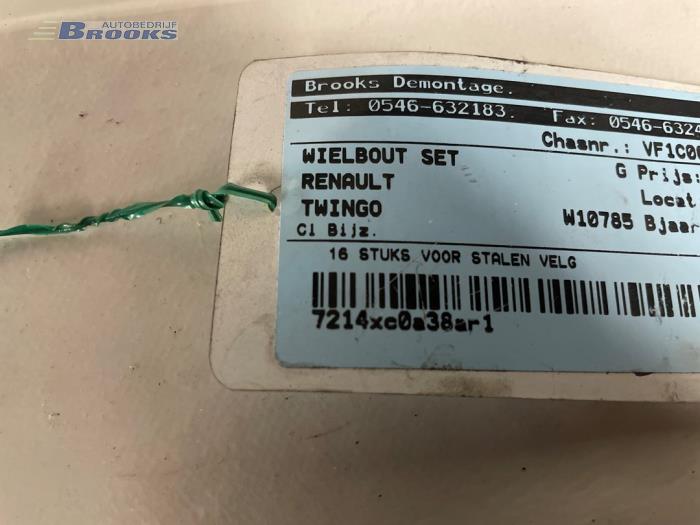 AUTOBEDRIJF
BROOKS
Brooks Demontage.
Tel: 0546-632183. Fax: 0546-6324
Chasnr.: VF1C06
WIELBOUT SET G Prijs:
RENAULT Locat
TWINGO W10785 Bjaar
Cl Bijz.
16 STUKS VOOR STALEN VELG
7214xc0a38ar1